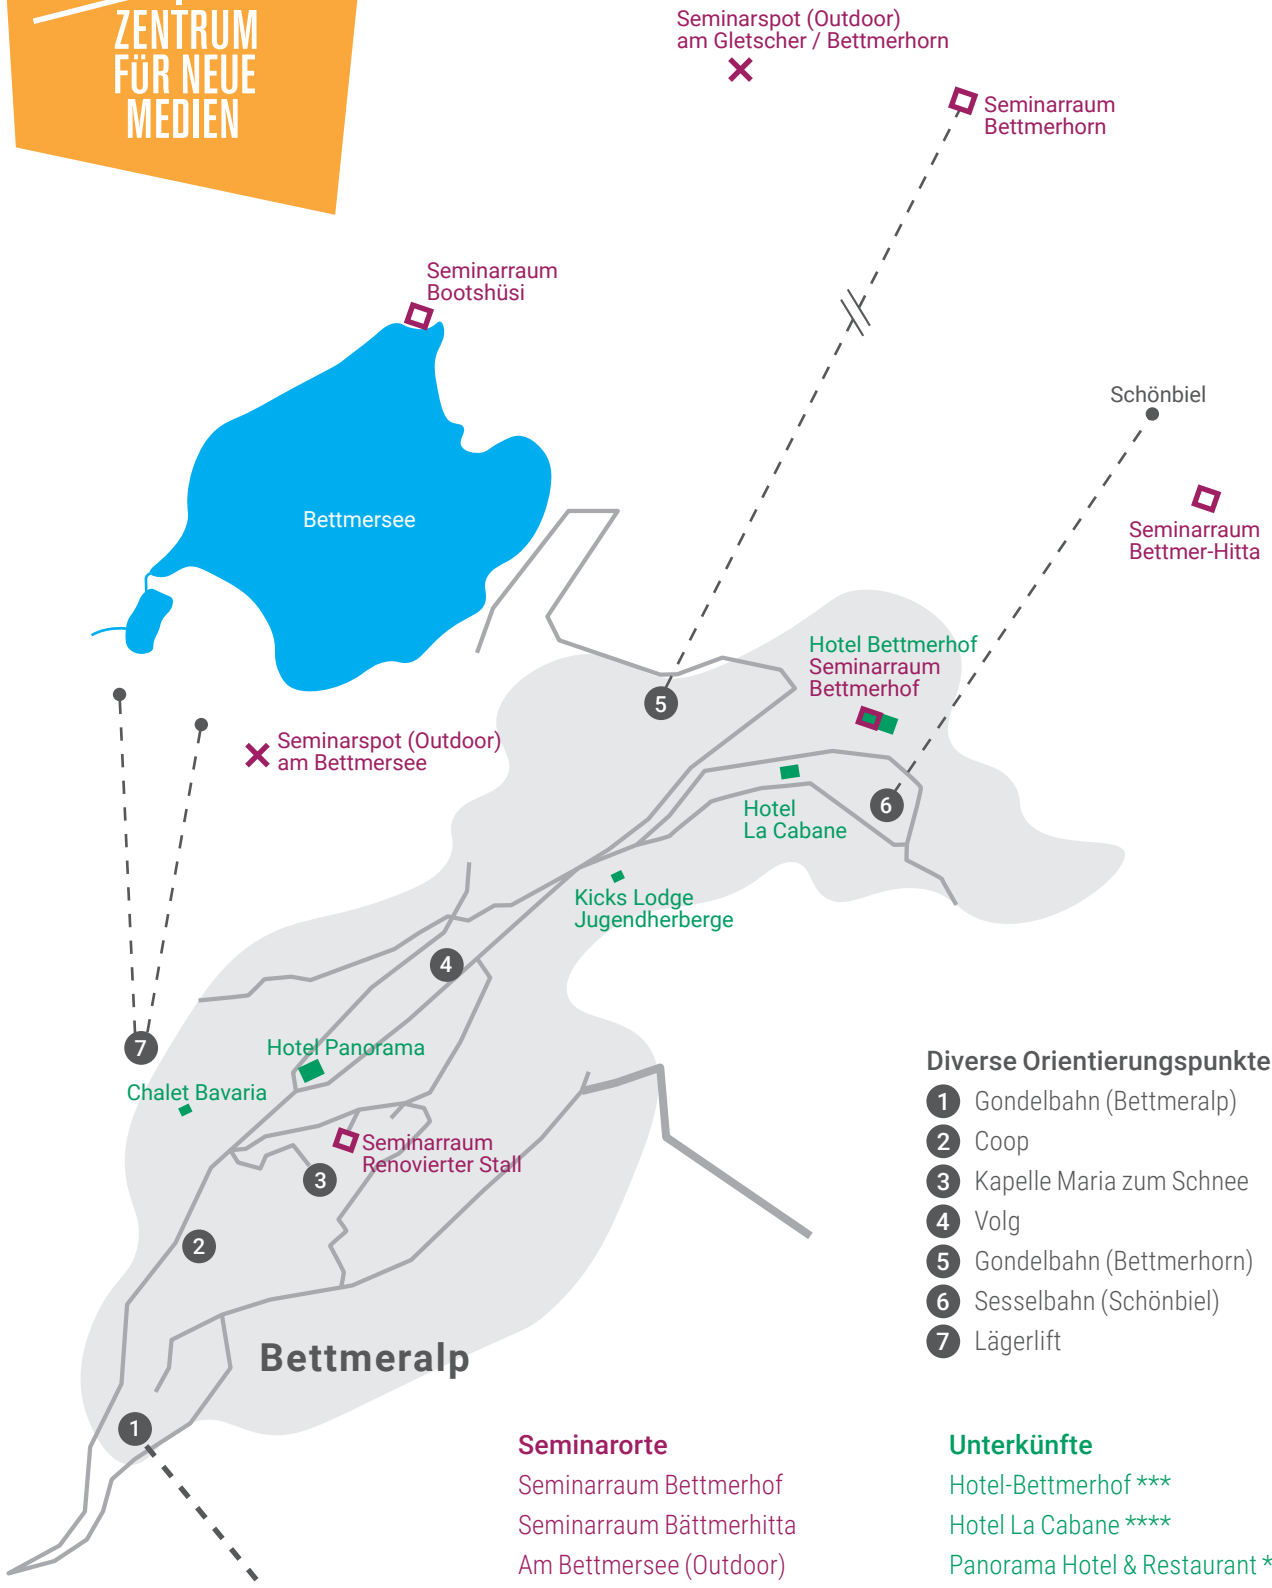 ZENTRUM
FÜR NEUE
MEDIEN
Seminarspot (Outdoor)
am Gletscher / Bettmerhorn
Seminarraum
Bettmerhorn
Seminarraum
Bootshüsi
Schönbiel
Bettmersee
Seminarraum
Bettmer-Hitta
Hotel Bettmerhof
Seminarraum
Bettmerhof
5
Seminarspot (Outdoor)
am Bettmersee
6
Hotel
La Cabane
Kicks Lodge
Jugendherberge
4
7
Hotel Panorama
Chalet Bavaria
Seminarraum
Renovierter Stall
3
2
Bettmeralp
1
Diverse Orientierungspunkte
1 Gondelbahn (Bettmeralp)
2 Coop
3 Kapelle Maria zum Schnee
4 Volg
5 Gondelbahn (Bettmerhorn)
6 Sesselbahn (Schönbiel)
7 Lägerlift
Seminarorte
Seminarraum Bettmerhof
Seminarraum Bättmerhitta
Am Bettmersee (Outdoor)
Unterkünfte
Hotel-Bettmerhof ***
Hotel La Cabane ****
Panorama Hotel & Restaurant *